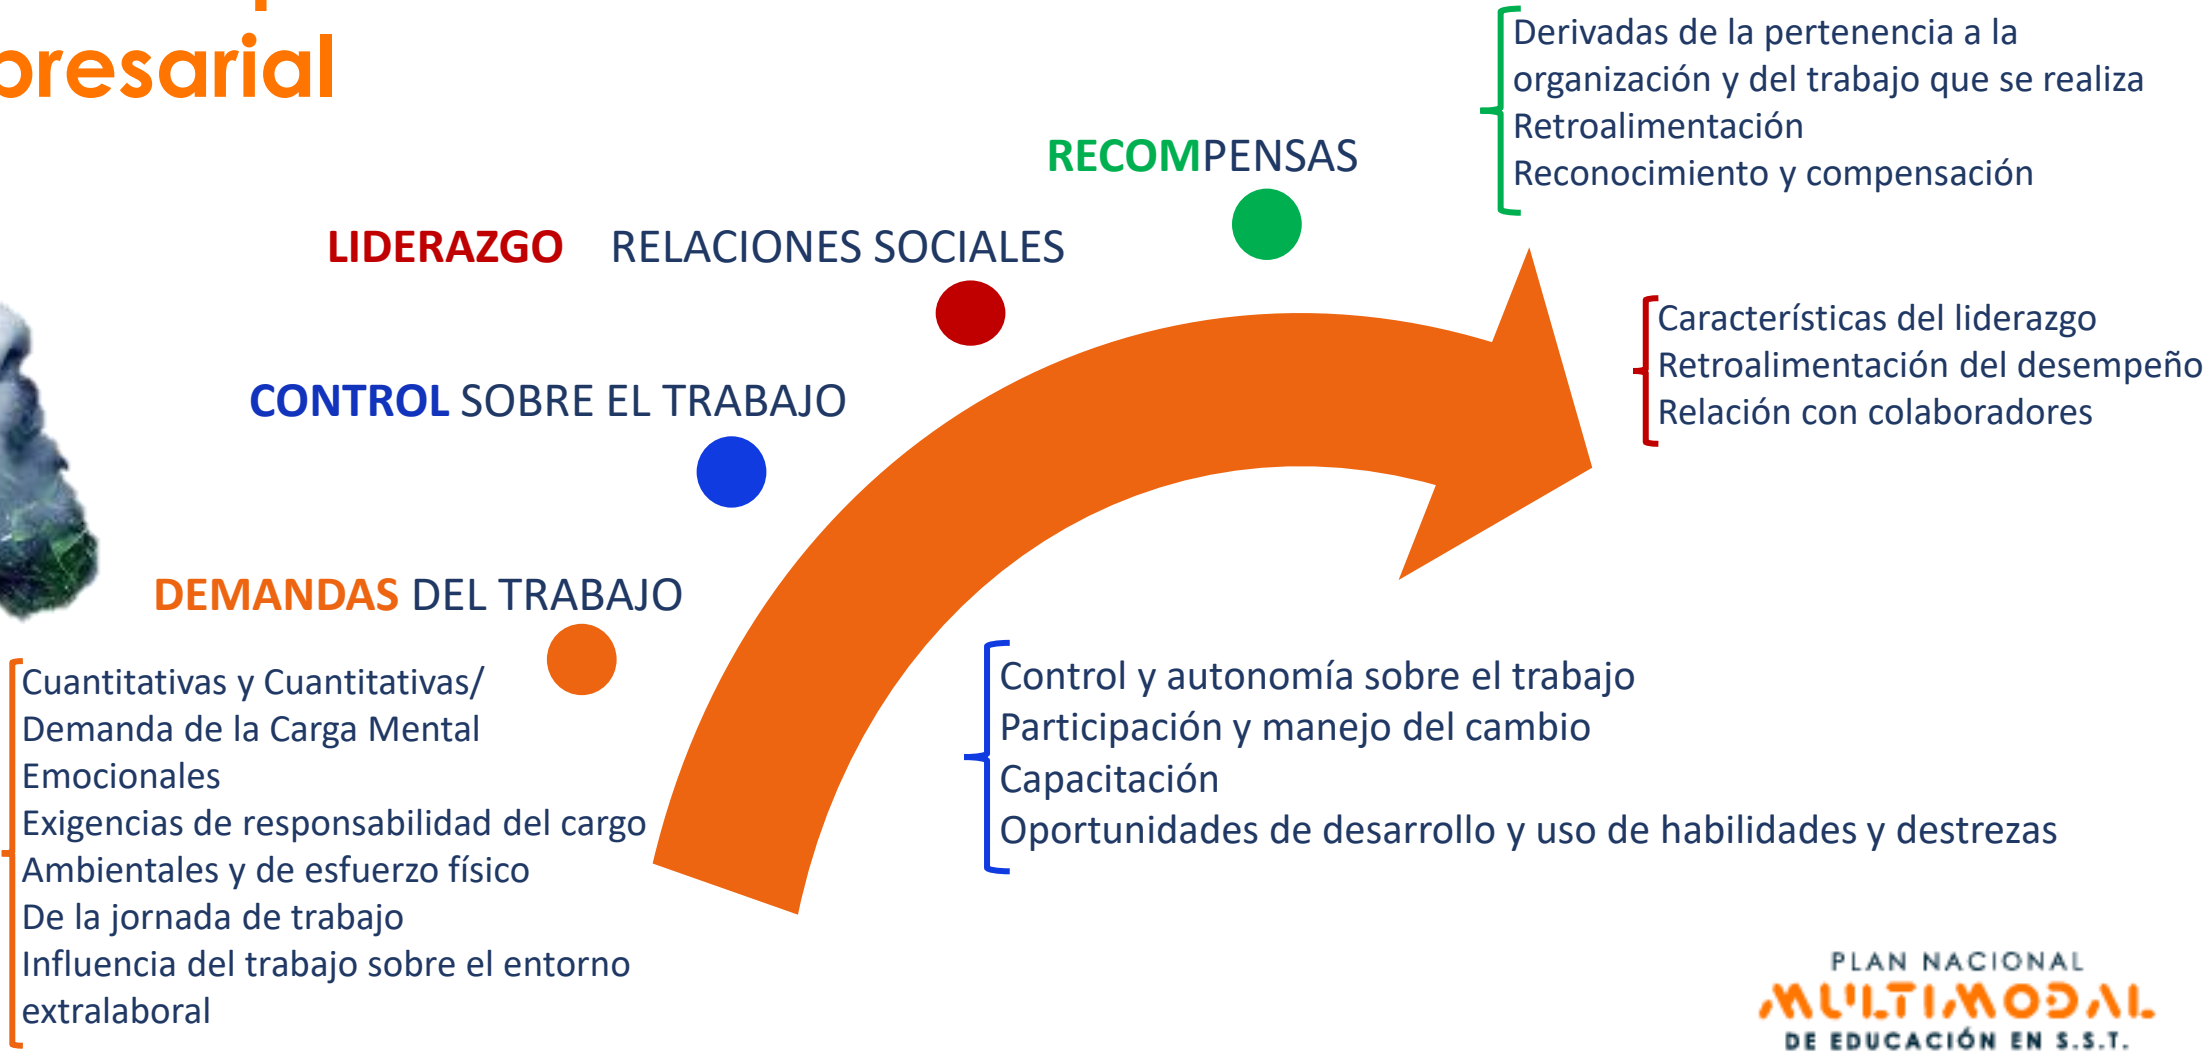 presarial
RECOMPENSAS
LIDERAZGO RELACIONES SOCIALES
CONTROL SOBRE EL TRABAJO
DEMANDAS DEL TRABAJO
Derivadas de la pertenencia a la
organización y del trabajo que se realiza
Retroalimentación
Reconocimiento y compensación
Características del liderazgo
Retroalimentación del desempeño
Relación con colaboradores
Control y autonomía sobre el trabajo
Participación y manejo del cambio
Capacitación
Oportunidades de desarrollo y uso de habilidades y destrezas
Cuantitativas y Cuantitativas/
Demanda de la Carga Mental
Emocionales
Exigencias de responsabilidad del cargo
Ambientales y de esfuerzo físico
De la jornada de trabajo
Influencia del trabajo sobre el entorno
extralaboral
PLAN NACIONAL
MULTIMODAL
DE EDUCACIÓN EN S.S.T.